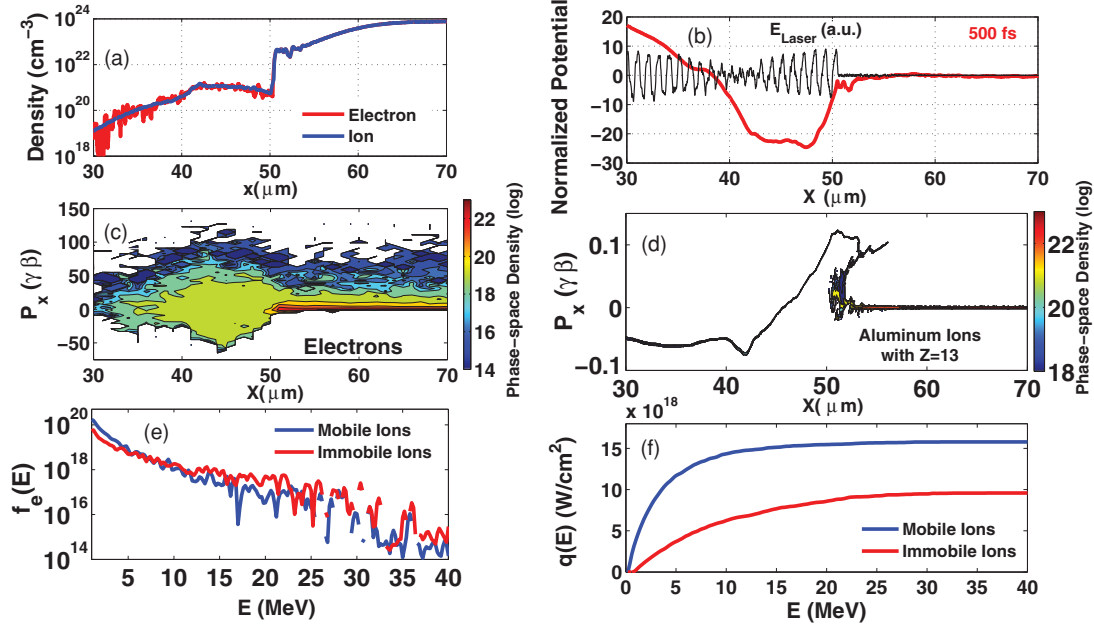 10^24
10^22
10^20
10^18
Density (cm^-3)
(a)
Electron
Ion
30 40 50 60 70
x(μm)
20
10
0
-10
-20
-30
Normalized Potential
(b)
E_Laser (a.u.)
500 fs
30 40 50 60 70
X (μm)
150
100
50
0
-50
P_x (γ β)
(c)
Electrons
30 40 50 60 70
X(μm)
22
20
18
16
14
Phase-space Density (log)
0.1
0
-0.1
P_x (γ β)
(d)
Aluminum Ions
with Z=13
30 40 50 60 70
X(μm)
22
20
18
Phase-space Density (log)
10^20
10^18
10^16
10^14
f_e(E)
(e)
Mobile Ions
Immobile Ions
5 10 15 20 25 30 35 40
E (MeV)
x 10^18
15
10
5
0
q(E) (W/cm^2)
(f)
Mobile Ions
Immobile Ions
0 5 10 15 20 25 30 35 40
E (MeV)